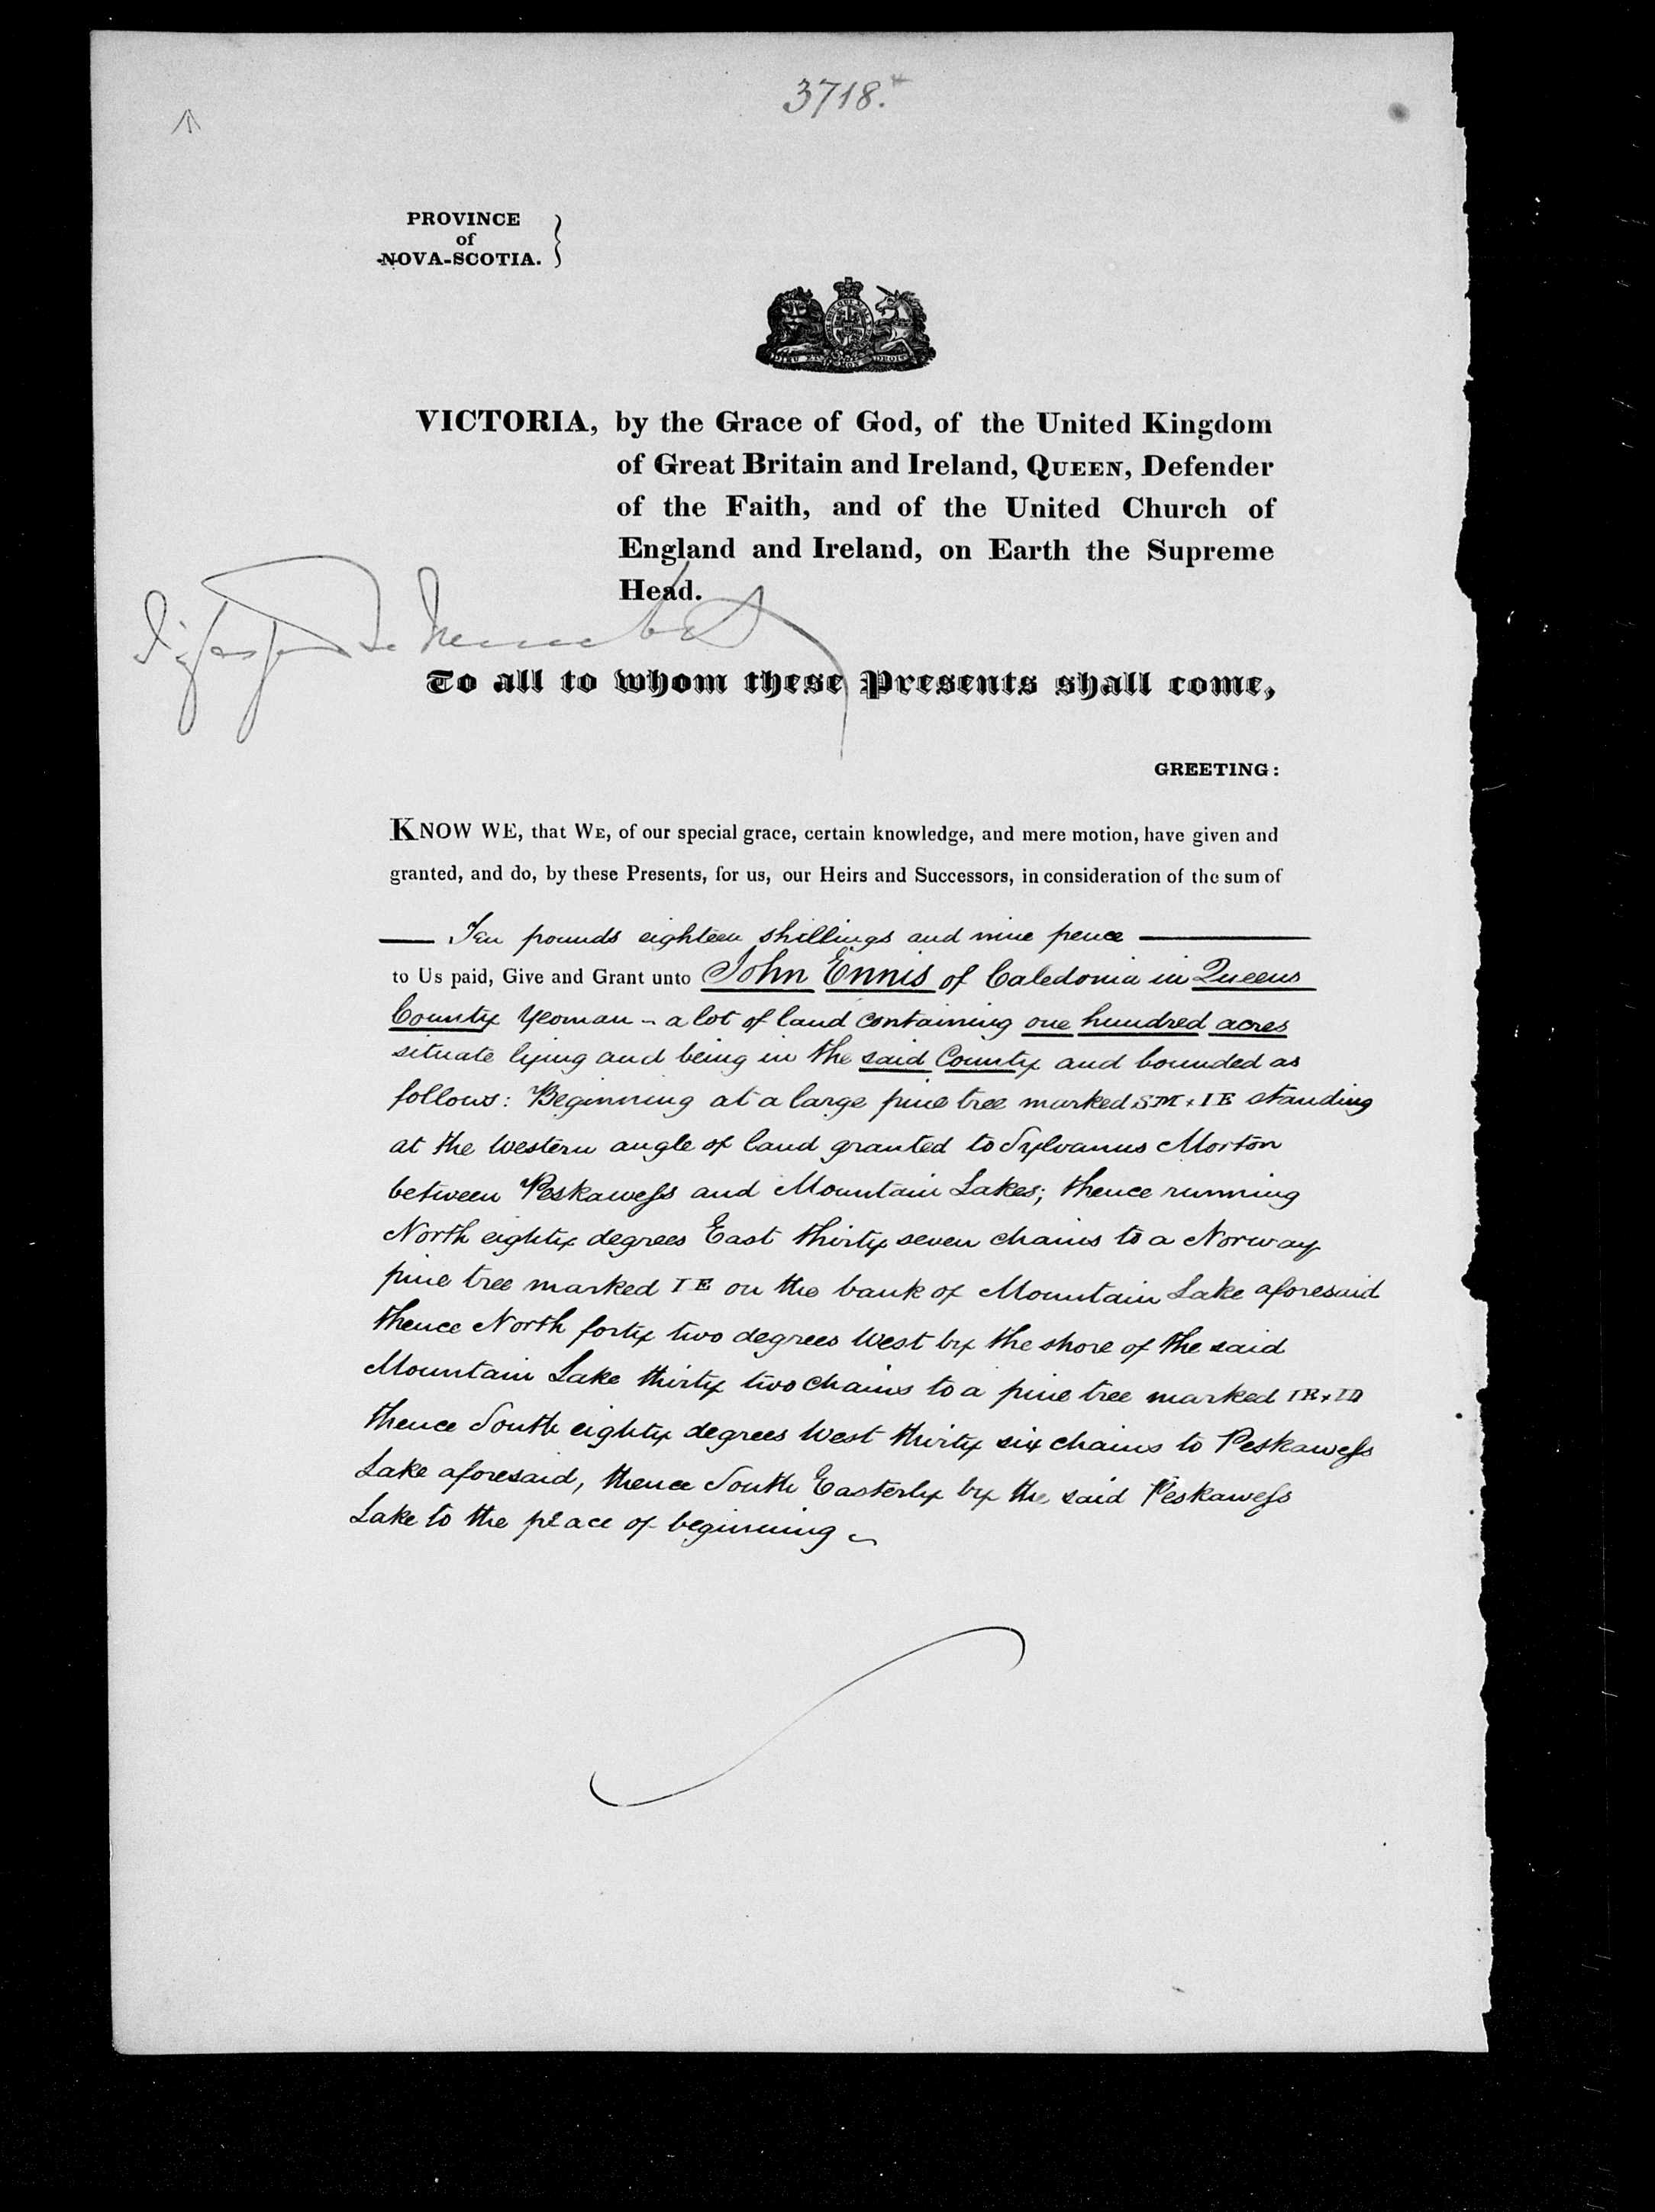 3718.
PROVINCE
of
NOVA-SCOTIA.
VICTORIA, by the Grace of God, of the United Kingdom
of Great Britain and Ireland, QUEEN, Defender
of the Faith, and of the United Church of
England and Ireland, on Earth the Supreme
Head.
To all to whom these Presents shall come,
GREETING:
KNOW WE, that WE, of our special grace, certain knowledge, and mere motion, have given and
granted, and do, by these Presents, for us, our Heirs and Successors, in consideration of the sum of
Ten pounds eighteen shillings and nine pence
to Us paid, Give and Grant unto John Ennis of Caledonia in Queens
County Yeoman - a lot of land containing one hundred acres
situate lying and being in the said County and bounded as
follows: Beginning at a large pine tree marked SM + IE standing
at the Western angle of land granted to Sylvanus Morton
between Peskawess and Mountain Lakes; thence running
North eighty degrees East thirty seven chains to a Norway
pine tree marked IE on the bank of Mountain Lake aforesaid
thence North forty two degrees West by the shore of the said
Mountain Lake thirty two chains to a pine tree marked
thence South eighty degrees West thirty six chains to Peskawess
Lake aforesaid, thence South Easterly by the said Peskawess
Lake to the place of beginning